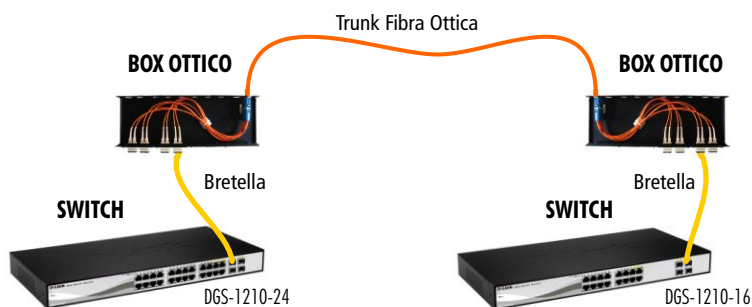 Trunk Fibra Ottica
BOX OTTICO
BOX OTTICO
Bretella
Bretella
SWITCH
SWITCH
DGS-1210-24
DGS-1210-16